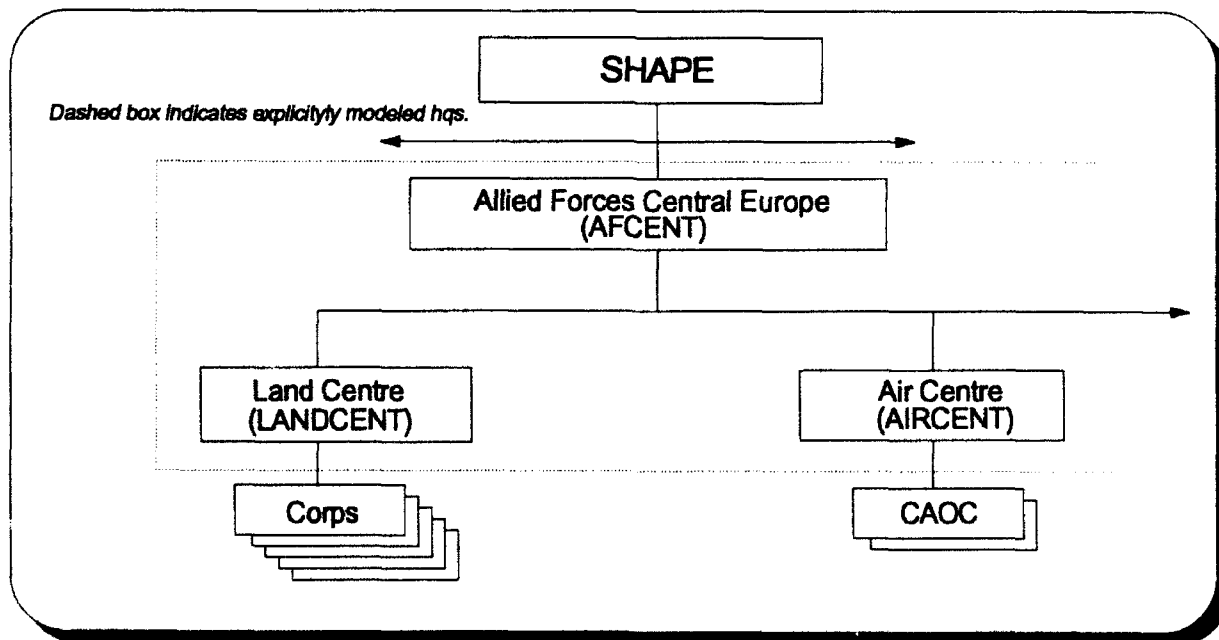 SHAPE
Dashed box indicates explicityly modeled hqs.
Allied Forces Central Europe
(AFCENT)
Land Centre
(LANDCENT)
Air Centre
(AIRCENT)
Corps
CAOC